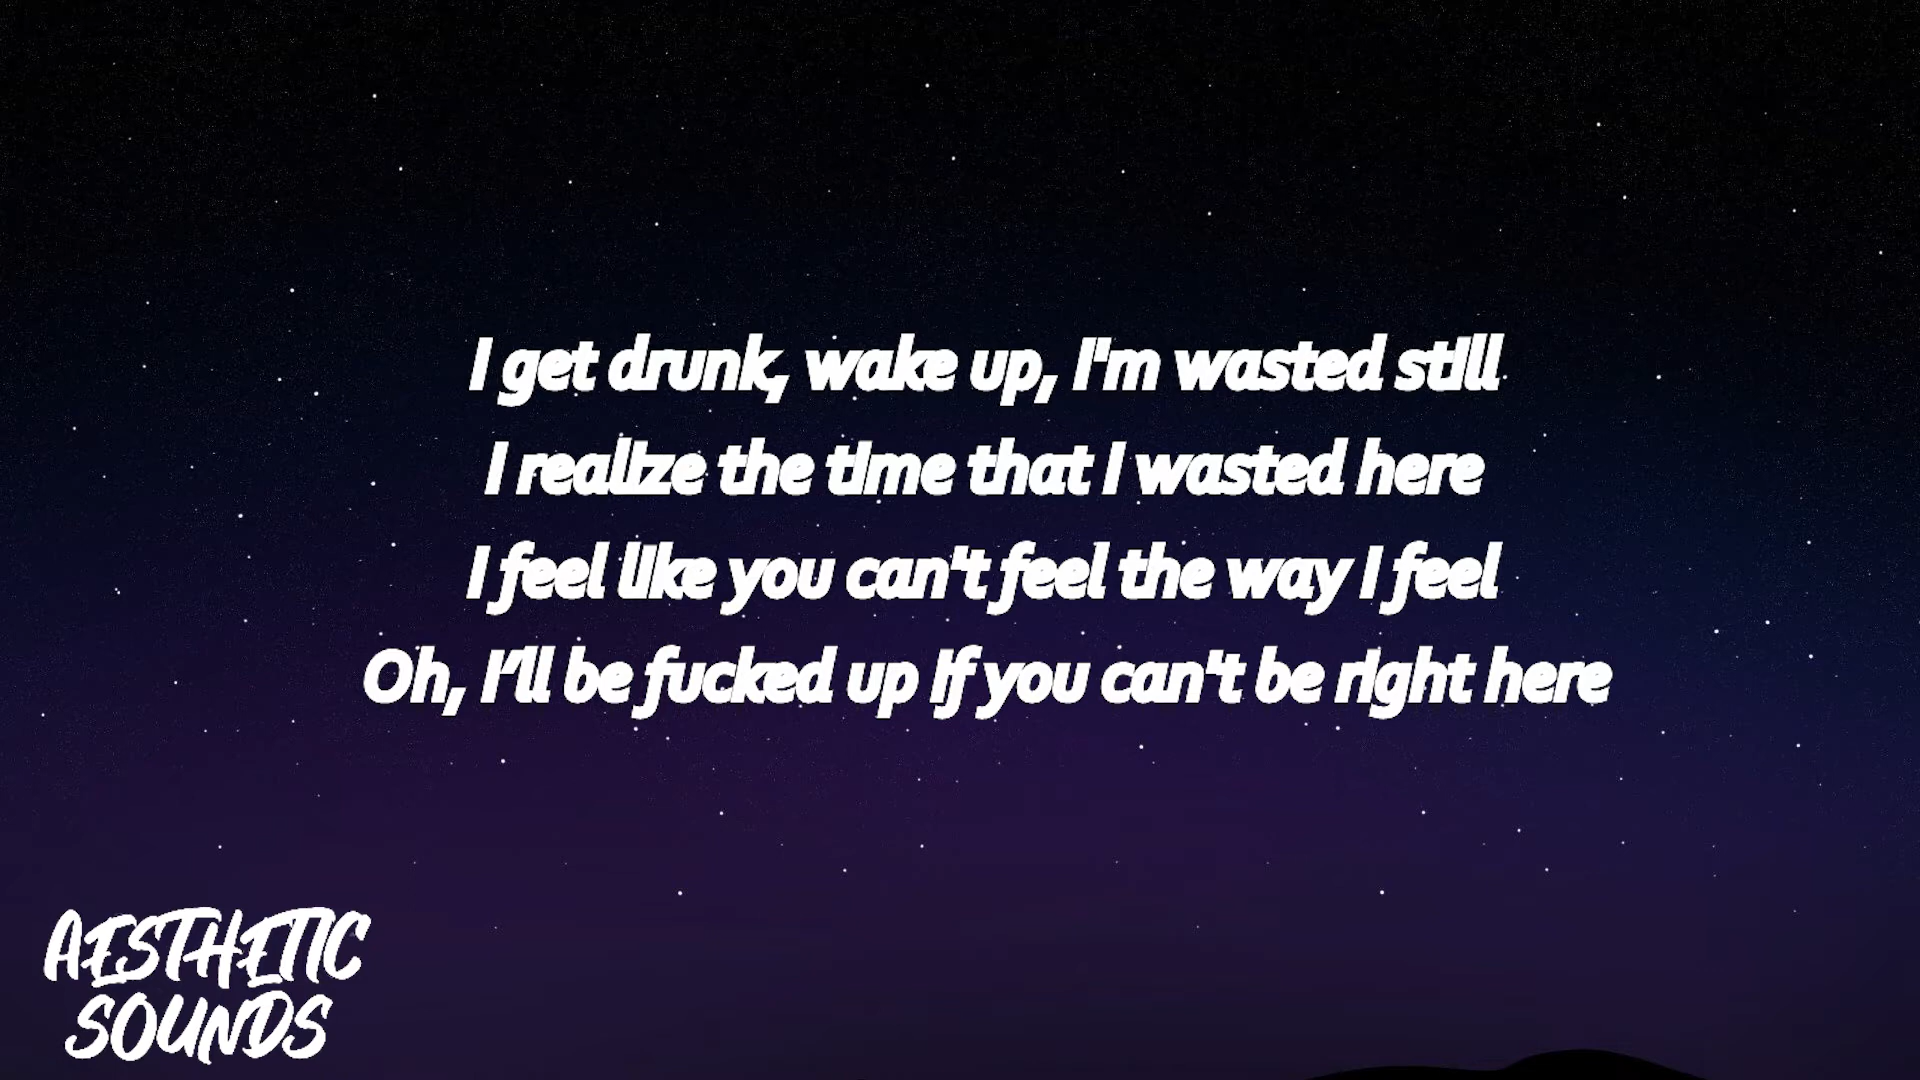 I get drunk, wake up, I'm wasted still
I realize the time that I wasted here
I feel like you can't feel the way I feel
Oh, I'll be fucked up if you can't be right here
AESTHETIC
SOUNDS